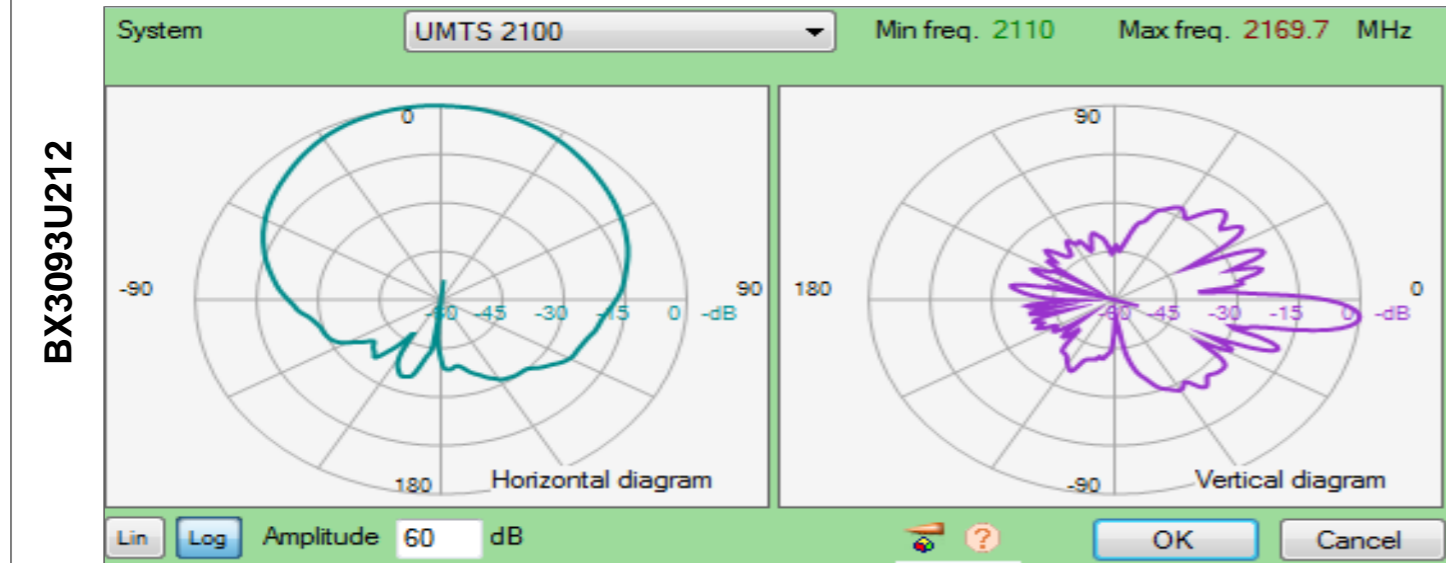 BX3093U212
System UMTS 2100 Min freq. 2110 Max freq. 2169.7 MHz
0
-90 90
-60 -45 -30 -15 0 -dB
180
Horizontal diagram
90
180 0
-60 -45 -30 -15 0 -dB
-90
Vertical diagram
Lin Log Amplitude 60 dB ? OK Cancel